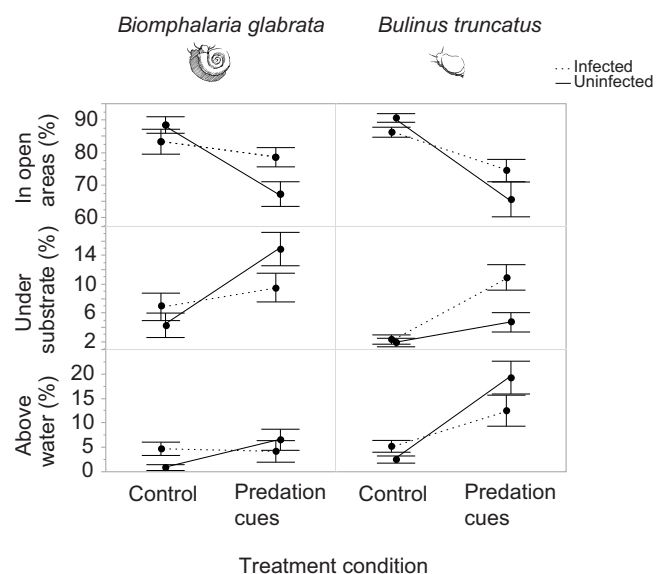 Biomphalaria glabrata
Bulinus truncatus
Infected
Uninfected
In open
areas (%)
90
80
70
60
Under
substrate (%)
14
10
6
2
Above
water (%)
20
15
10
5
0
Control
Predation
cues
Control
Predation
cues
Treatment condition